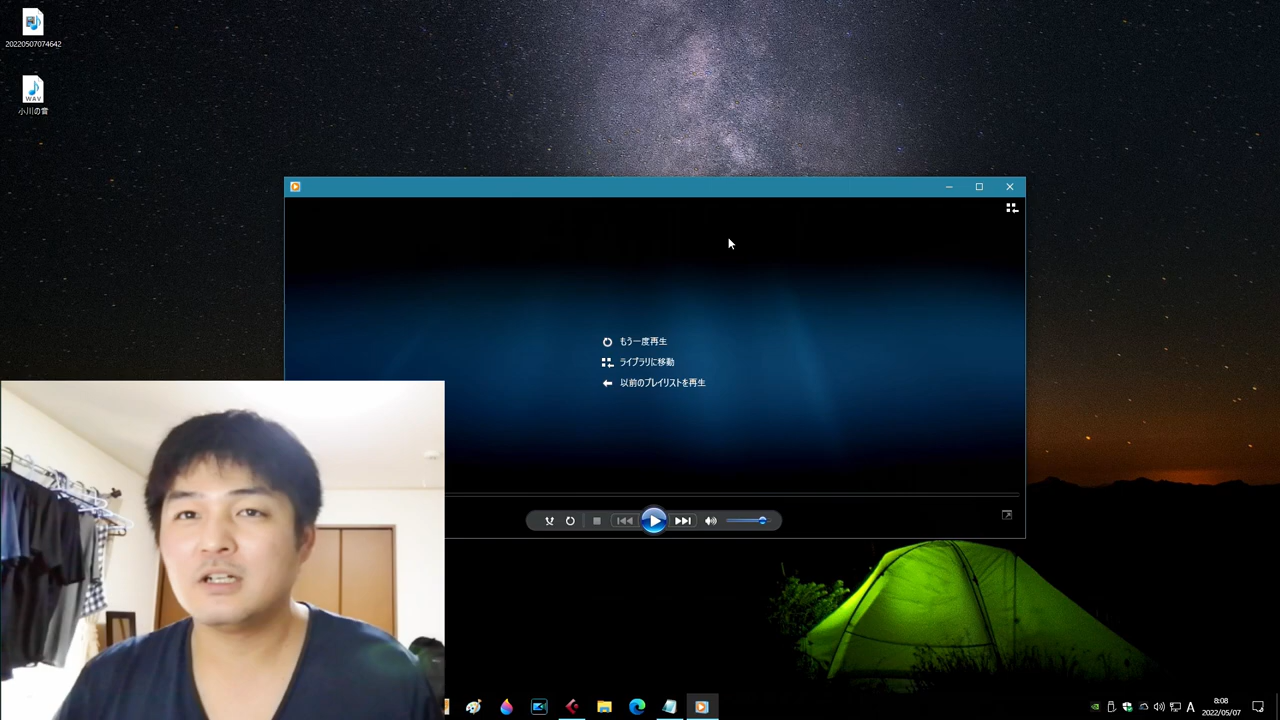 20220507074642
WAV
小川の音
もう一度再生
ライブラリに移動
以前のプレイリストを再生
A
8:08
2022/05/07